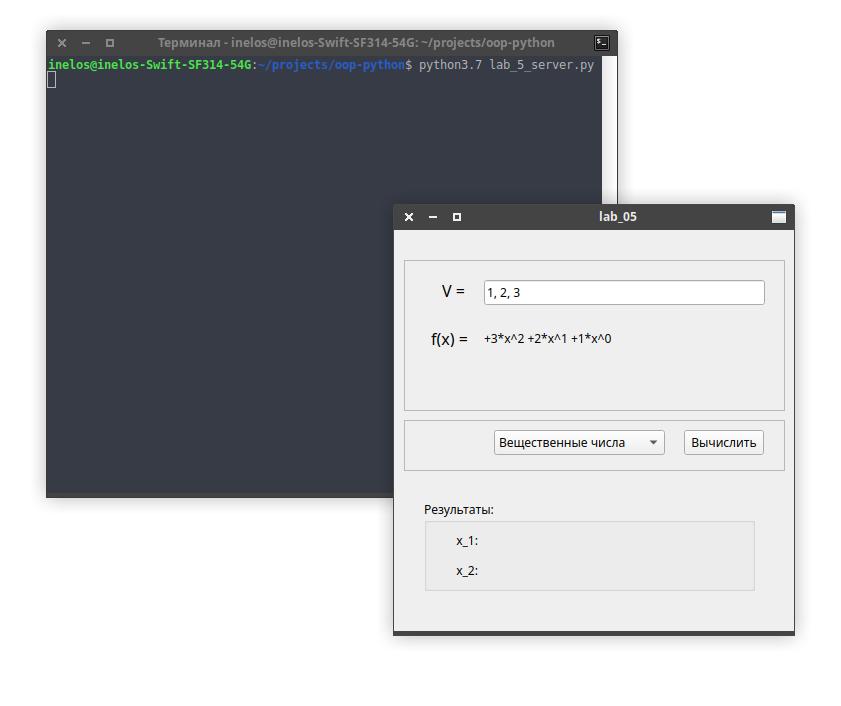 Терминал - inelos@inelos-Swift-SF314-54G: ~/projects/oop-python
inelos@inelos-Swift-SF314-54G:~/projects/oop-python$ python3.7 lab_5_server.py
lab_05
V = 1, 2, 3
f(x) = +3*x^2 +2*x^1 +1*x^0
Вещественные числа Вычислить
Результаты:
x_1:
x_2: